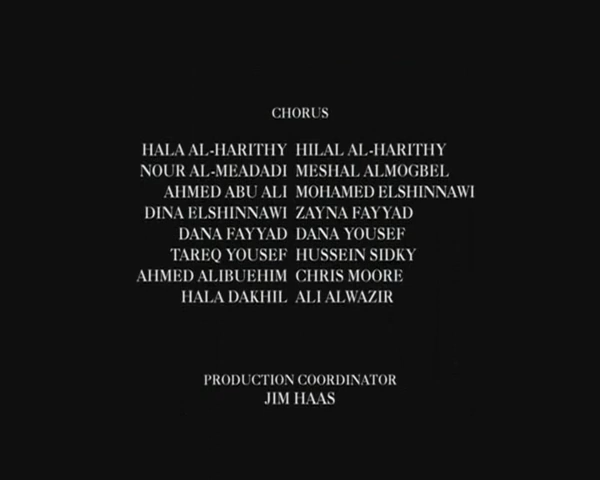 CHORUS
HALA AL-HARITHY HILAL AL-HARITHY
NOUR AL-MEADADI MESHAL ALMOGBEL
AHMED ABU ALI MOHAMED ELSHINNAWI
DINA ELSHINNAWI ZAYNA FAYYAD
DANA FAYYAD DANA YOUSEF
TAREQ YOUSEF HUSSEIN SIDKY
AHMED ALIBUEHIM CHRIS MOORE
HALA DAKHIL ALI ALWAZIR
PRODUCTION COORDINATOR
JIM HAAS